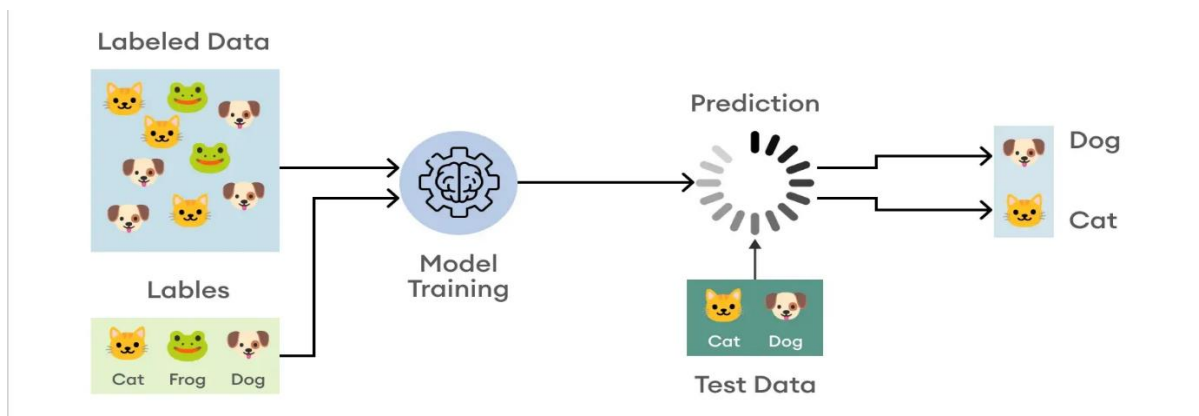 Labeled Data
Prediction
Dog
Cat
Model
Training
Lables
Cat Frog Dog
Cat Dog
Test Data